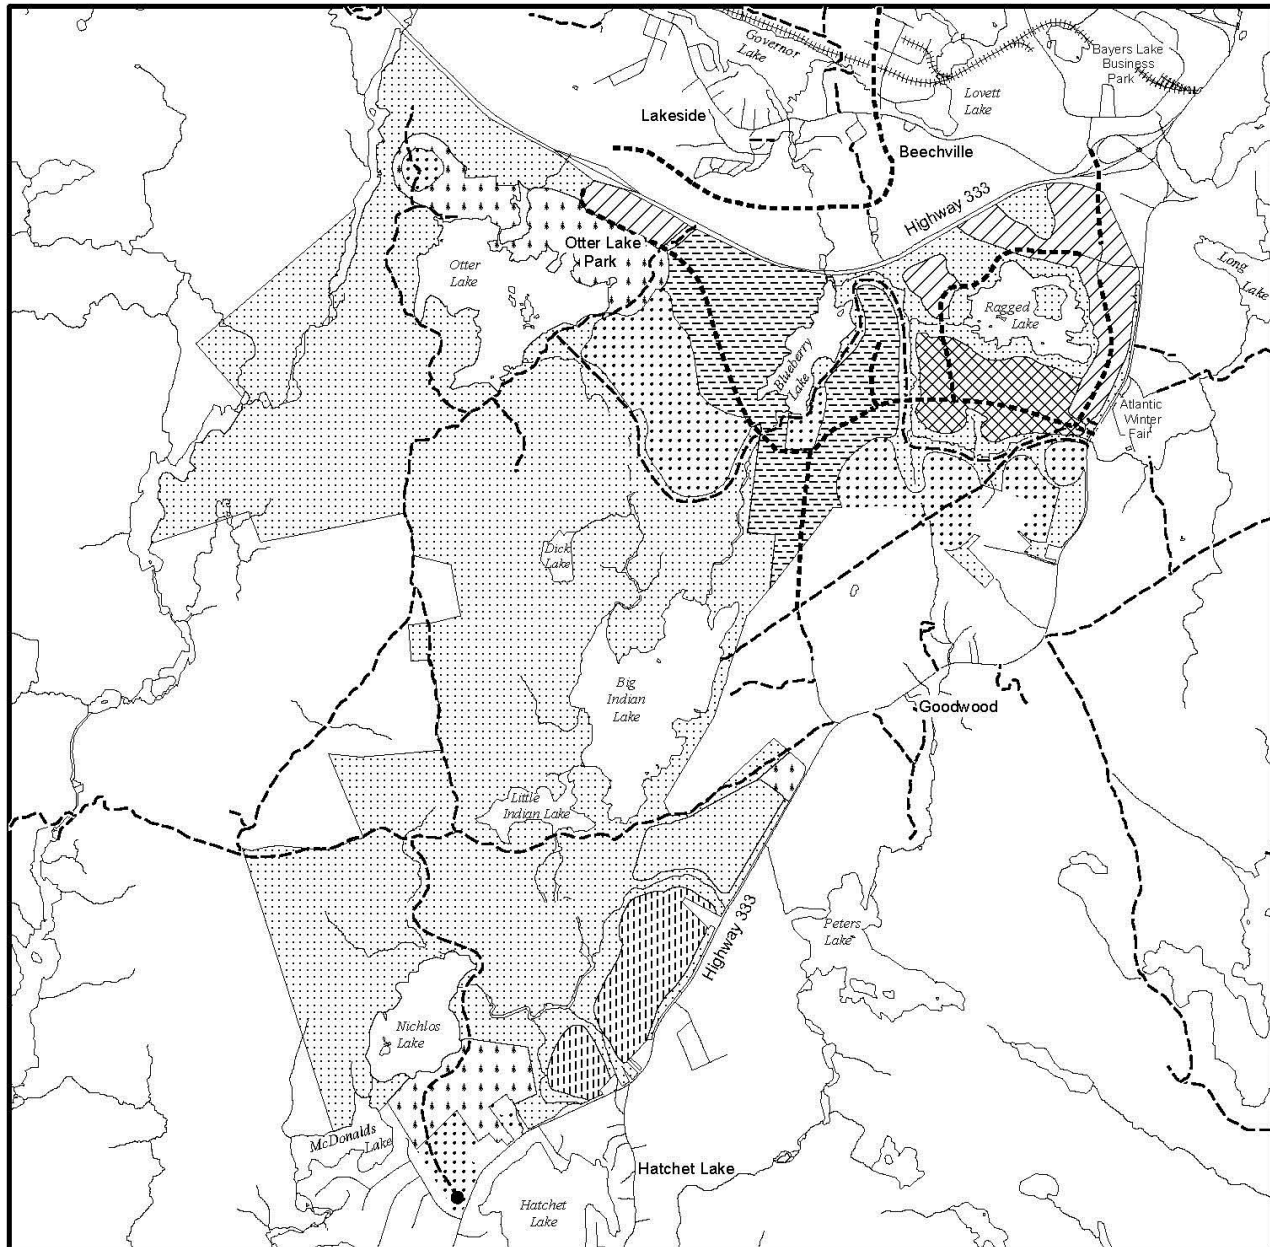 Governor
Lake
Bayers Lake
Business
Park
Lovett
Lake
Lakeside
Beechville
Highway 333
Otter Lake
Park
Otter
Lake
Long
Lake
Ragged
Lake
Blueberry
Lake
Atlantic
Winter
Fair
Dick
Lake
Big
Indian
Lake
Goodwood
Little
Indian Lake
Peters
Lake
Highway 333
Nichlos
Lake
McDonalds
Lake
Hatchet Lake
Hatchet
Lake